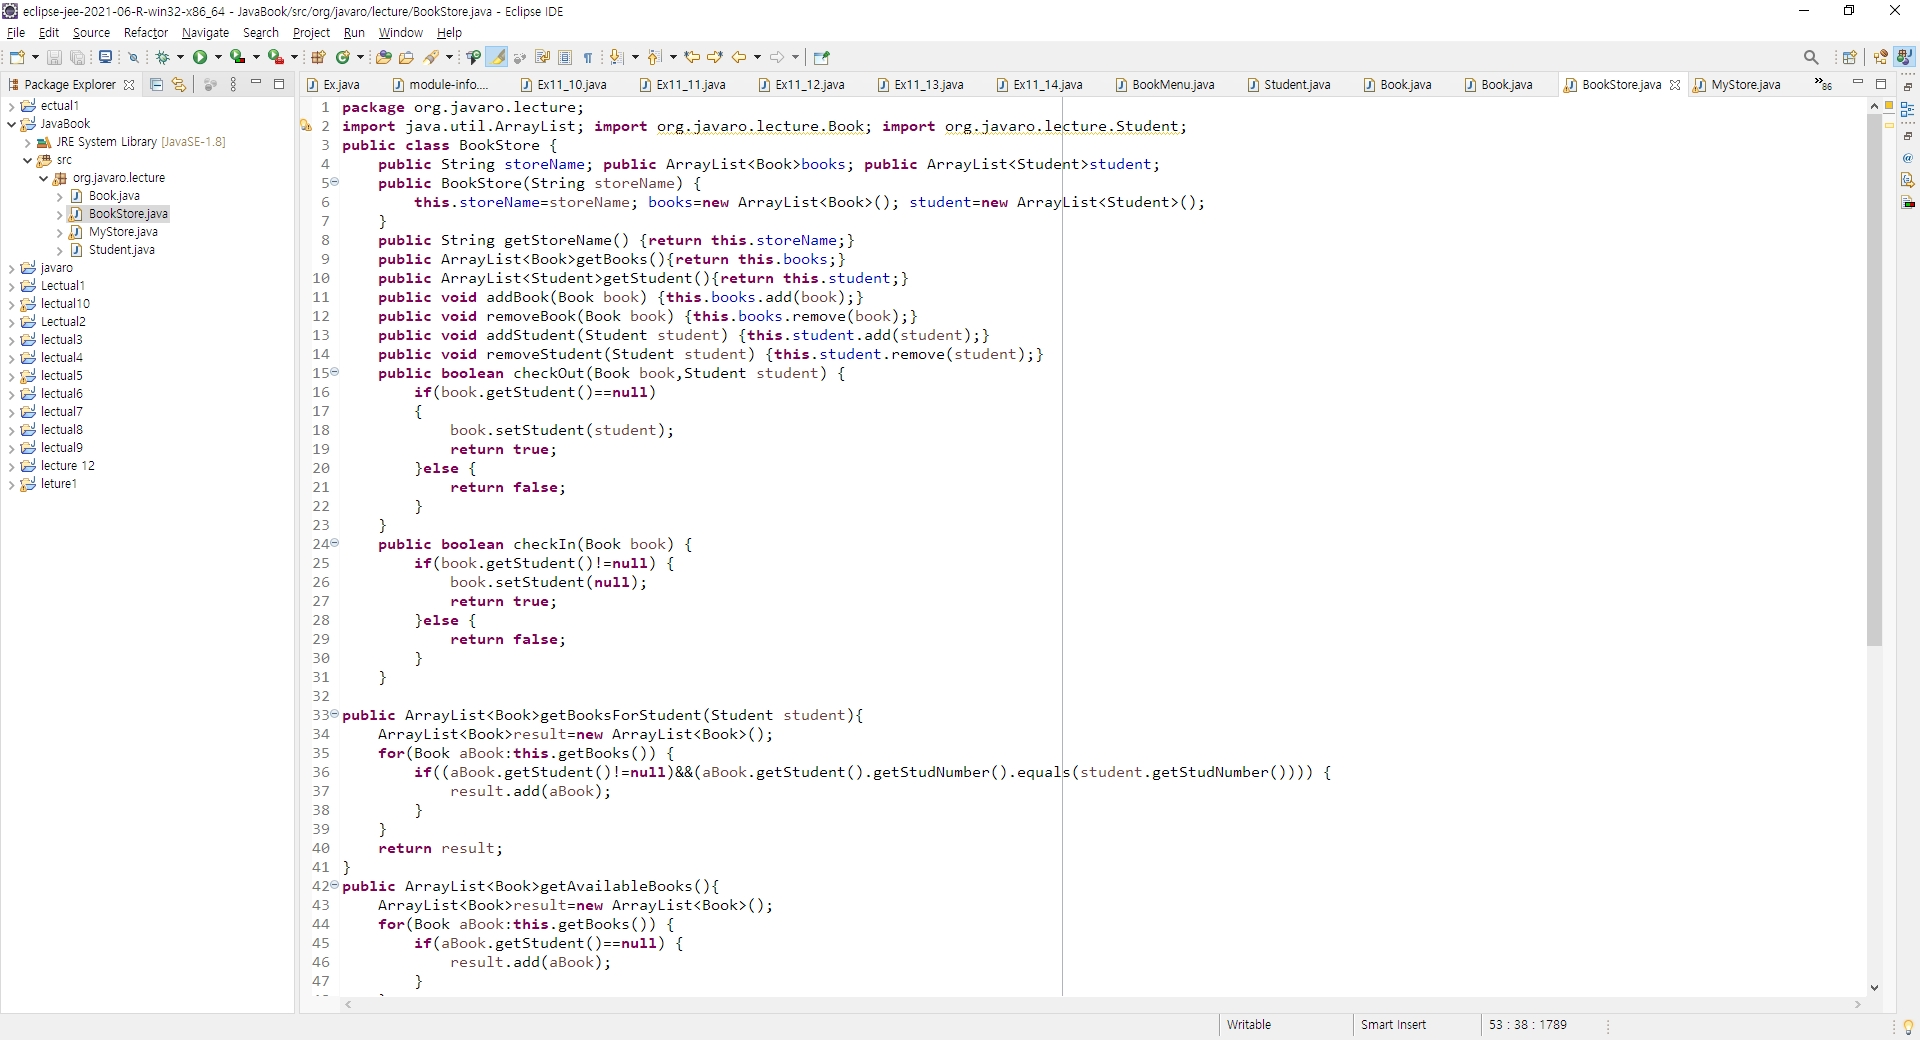 eclipse-jee-2021-06-R-win32-x86_64 - JavaBook/src/org/javaro/lecture/BookStore.java - Eclipse IDE
File Edit Source Refactor Navigate Search Project Run Window Help
Package Explorer
ectual1
JavaBook
JRE System Library [JavaSE-1.8]
src
org.javaro.lecture
Book.java
BookStore.java
MyStore.java
Student.java
javaro
Lectual1
lectual10
Lectual2
lectual3
lectual4
lectual5
lectual6
lectual7
lectual8
lectual9
lecture 12
leture1
Ex.java module-info.... Ex11_10.java Ex11_11.java Ex11_12.java Ex11_13.java Ex11_14.java BookMenu.java Student.java Book.java Book.java BookStore.java MyStore.java »86
1 package org.javaro.lecture;
2 import java.util.ArrayList; import org.javaro.lecture.Book; import org.javaro.lecture.Student;
3 public class BookStore {
4     public String storeName; public ArrayList<Book>books; public ArrayList<Student>student;
5     public BookStore(String storeName) {
6         this.storeName=storeName; books=new ArrayList<Book>(); student=new ArrayList<Student>();
7     }
8     public String getStoreName() {return this.storeName;}
9     public ArrayList<Book>getBooks(){return this.books;}
10     public ArrayList<Student>getStudent(){return this.student;}
11     public void addBook(Book book) {this.books.add(book);}
12     public void removeBook(Book book) {this.books.remove(book);}
13     public void addStudent(Student student) {this.student.add(student);}
14     public void removeStudent(Student student) {this.student.remove(student);}
15     public boolean checkOut(Book book,Student student) {
16         if(book.getStudent()==null)
17         {
18             book.setStudent(student);
19             return true;
20         }else {
21             return false;
22         }
23     }
24     public boolean checkIn(Book book) {
25         if(book.getStudent()!=null) {
26             book.setStudent(null);
27             return true;
28         }else {
29             return false;
30         }
31     }
32
33 public ArrayList<Book>getBooksForStudent(Student student){
34     ArrayList<Book>result=new ArrayList<Book>();
35     for(Book aBook:this.getBooks()) {
36         if((aBook.getStudent()!=null)&&(aBook.getStudent().getStudNumber().equals(student.getStudNumber()))) {
37             result.add(aBook);
38         }
39     }
40     return result;
41 }
42 public ArrayList<Book>getAvailableBooks(){
43     ArrayList<Book>result=new ArrayList<Book>();
44     for(Book aBook:this.getBooks()) {
45         if(aBook.getStudent()==null) {
46             result.add(aBook);
47         }
Writable Smart Insert 53 : 38 : 1789